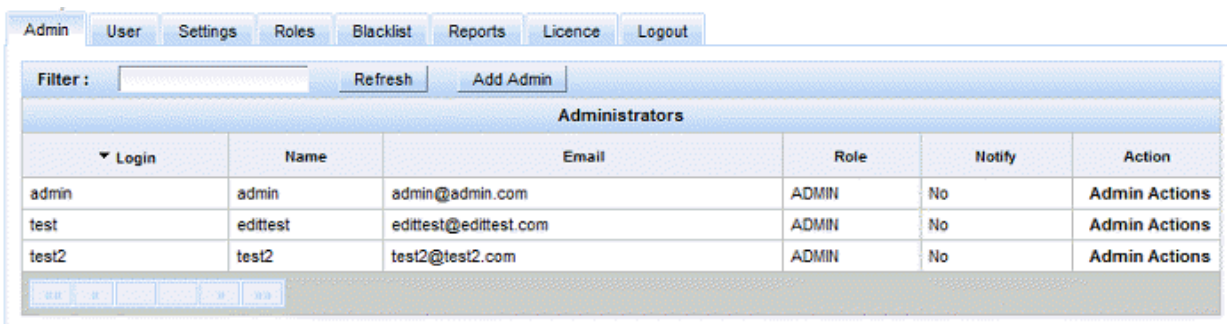 Admin User Settings Roles Blacklist Reports Licence Logout
Filter : Refresh Add Admin
Administrators
Login Name Email Role Notify Action
admin admin admin@admin.com ADMIN No Admin Actions
test edittest edittest@edittest.com ADMIN No Admin Actions
test2 test2 test2@test2.com ADMIN No Admin Actions
«« « » »»